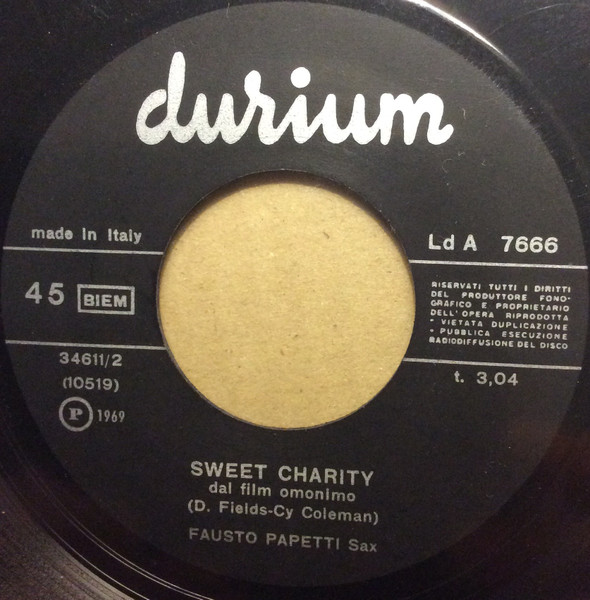 durium
made in Italy
Ld A 7666
45 BIEM
RISERVATI TUTTI I DIRITTI
DEL PRODUTTORE FONO-
GRAFICO E PROPRIETARIO
DELL'OPERA RIPRODOTTA
• VIETATA DUPLICAZIONE
• PUBBLICA ESECUZIONE
RADIODIFFUSIONE DEL DISCO
34611/2
(10519)
Ⓟ 1969
t. 3,04
SWEET CHARITY
dal film omonimo
(D. Fields-Cy Coleman)
FAUSTO PAPETTI Sax